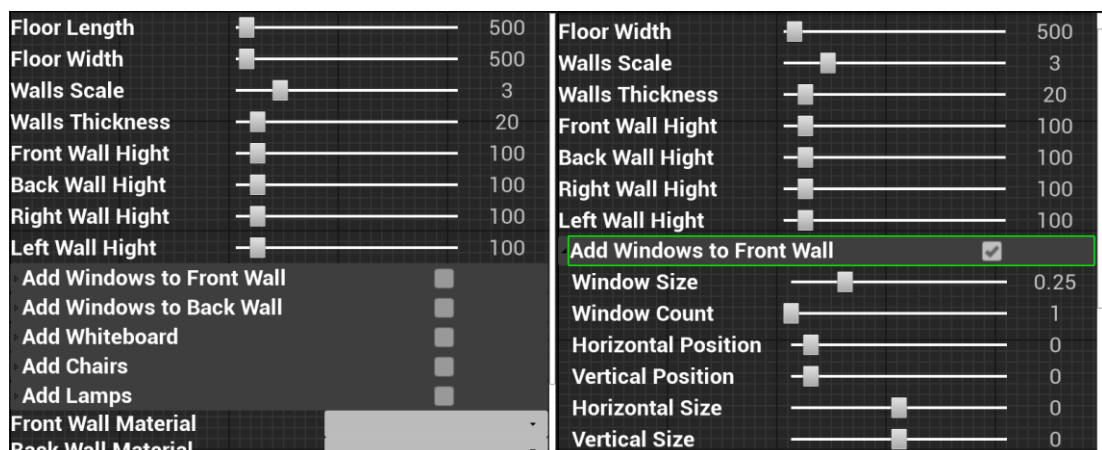 Floor Length 500
Floor Width 500
Walls Scale 3
Walls Thickness 20
Front Wall Hight 100
Back Wall Hight 100
Right Wall Hight 100
Left Wall Hight 100
Add Windows to Front Wall
Add Windows to Back Wall
Add Whiteboard
Add Chairs
Add Lamps
Front Wall Material
Back Wall Material
Floor Width 500
Walls Scale 3
Walls Thickness 20
Front Wall Hight 100
Back Wall Hight 100
Right Wall Hight 100
Left Wall Hight 100
Add Windows to Front Wall
Window Size 0.25
Window Count 1
Horizontal Position 0
Vertical Position 0
Horizontal Size 0
Vertical Size 0